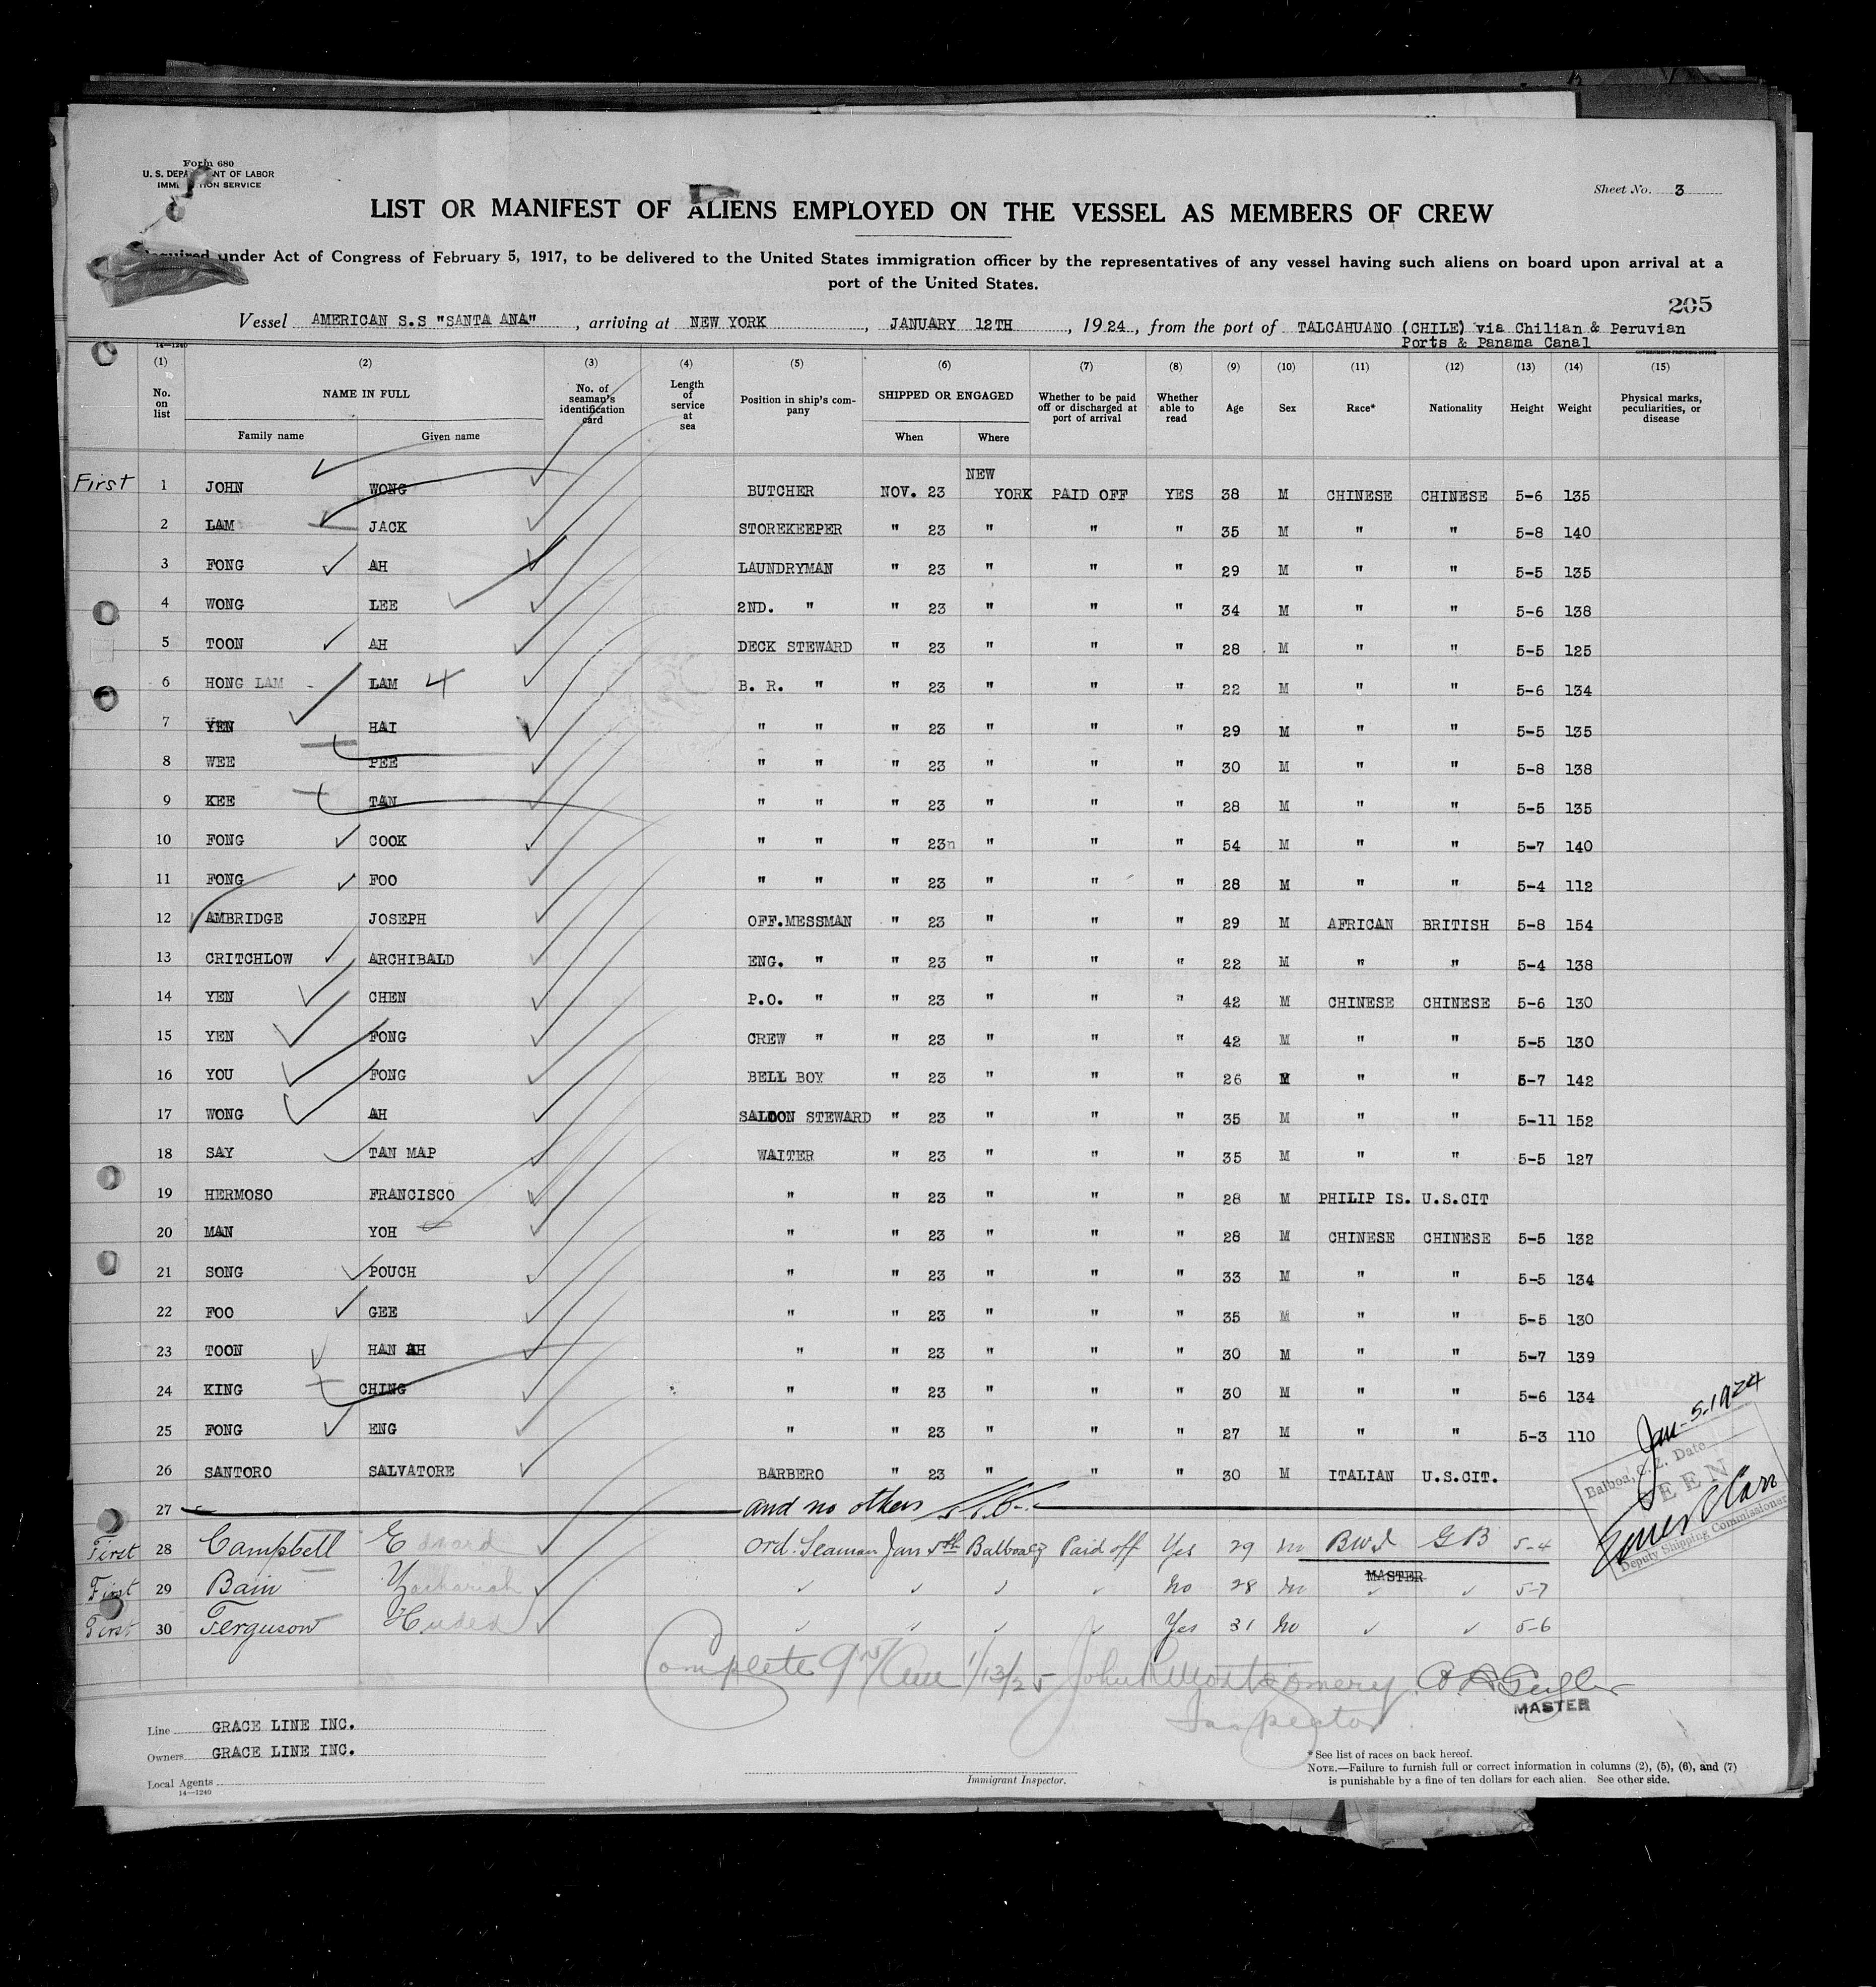 Form 680
U. S. DEPARTMENT OF LABOR
IMMIGRATION SERVICE
Sheet No. 3
LIST OR MANIFEST OF ALIENS EMPLOYED ON THE VESSEL AS MEMBERS OF CREW
Required under Act of Congress of February 5, 1917, to be delivered to the United States immigration officer by the representatives of any vessel having such aliens on board upon arrival at a
port of the United States.
205
Vessel AMERICAN S.S "SANTA ANA", arriving at NEW YORK, JANUARY 12TH, 1924, from the port of TALCAHUANO (CHILE) via Chilian & Peruvian
Ports & Panama Canal
14—1240
(1) (2) (3) (4) (5) (6) (7) (8) (9) (10) (11) (12) (13) (14) (15)
No. on list NAME IN FULL No. of seaman's identification card Length of service at sea Position in ship's company SHIPPED OR ENGAGED Whether to be paid off or discharged at port of arrival Whether able to read Age Sex Race* Nationality Height Weight Physical marks, peculiarities, or disease
Family name Given name When Where
First 1 JOHN WONG BUTCHER NOV. 23 NEW YORK PAID OFF YES 38 M CHINESE CHINESE 5-6 135
2 LAM JACK STOREKEEPER " 23 " " " 35 M " " 5-8 140
3 FONG AH LAUNDRYMAN " 23 " " " 29 M " " 5-5 135
4 WONG LEE 2ND. " " 23 " " " 34 M " " 5-6 138
5 TOON AH DECK STEWARD " 23 " " " 28 M " " 5-5 125
6 HONG LAM LAM 4 B. R. " " 23 " " " 22 M " " 5-6 134
7 YEN HAI " " " 23 " " " 29 M " " 5-5 135
8 WEE PEE " " " 23 " " " 30 M " " 5-8 138
9 KEE TAN " " " 23 " " " 28 M " " 5-5 135
10 FONG COOK " " " 23n " " " 54 M " " 5-7 140
11 FONG FOO " " " 23 " " " 28 M " " 5-4 112
12 AMBRIDGE JOSEPH OFF.MESSMAN " 23 " " " 29 M AFRICAN BRITISH 5-8 154
13 CRITCHLOW ARCHIBALD ENG. " " 23 " " " 22 M " " 5-4 138
14 YEN CHEN P.O. " " 23 " " " 42 M CHINESE CHINESE 5-6 130
15 YEN FONG CREW " " 23 " " " 42 M " " 5-5 130
16 YOU FONG BELL BOY " 23 " " " 26 M " " 5-7 142
17 WONG AH SALOON STEWARD " 23 " " " 35 M " " 5-11 152
18 SAY TAN MAP WAITER " 23 " " " 35 M " " 5-5 127
19 HERMOSO FRANCISCO " " 23 " " " 28 M PHILIP IS. U.S.CIT
20 MAN YOH " " 23 " " " 28 M CHINESE CHINESE 5-5 132
21 SONG POUCH " " 23 " " " 33 M " " 5-5 134
22 FOO GEE " " 23 " " " 35 M " " 5-5 130
23 TOON HAN AH " " 23 " " " 30 M " " 5-7 139
24 KING CHING " " 23 " " " 30 M " " 5-6 134
25 FONG ENG " " 23 " " " 27 M " " 5-3 110
26 SANTORO SALVATORE BARBERO " 23 " " " 30 M ITALIAN U.S.CIT.
27 and no others
Jan-5-1924
Balboa, C. Z. Date
SEEN
Deputy Shipping Commissioner
First 28 Campbell Edward Ord. Seaman Jan 5th Balboa CZ Paid off Yes 29 M BWI GB 5-4
MASTER
First 29 Bain Zachariah ✓ ✓ ✓ ✓ No 28 M ✓ ✓ 5-7
First 30 Ferguson ✓ ✓ ✓ ✓ Yes 31 M ✓ ✓ 5-6
Complete 1/13/25 John R Montgomery
Inspector
MASTER
Line GRACE LINE INC.
Owners GRACE LINE INC.
Local Agents
14—1240
Immigrant Inspector.
*See list of races on back hereof.
NOTE.—Failure to furnish full or correct information in columns (2), (5), (6), and (7)
is punishable by a fine of ten dollars for each alien. See other side.